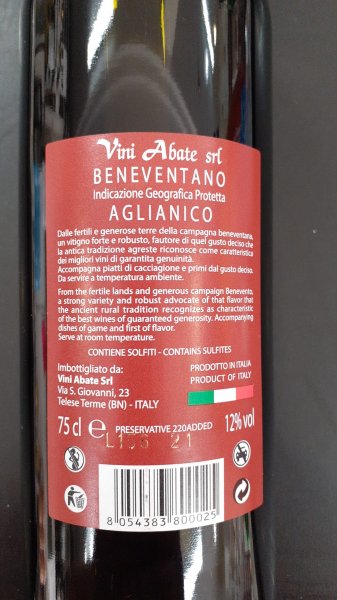 Vini Abate srl
BENEVENTANO
Indicazione Geografica Protetta
AGLIANICO
Dalle fertili e generose terre della campagna beneventana,
un vitigno forte e robusto, fautore di quel gusto deciso che
la antica tradizione agreste riconosce come caratteristica
dei migliori vini di garantita genuinità.
Accompagna piatti di cacciagione e primi dal gusto deciso.
Da servire a temperatura ambiente.
From the fertile lands and generous campaign Benevento,
a strong variety and robust advocate of that flavor that
the ancient rural tradition recognizes as characteristic
of the best wines of guaranteed generosity. Accompanying
dishes of game and first of flavor.
Serve at room temperature.
CONTIENE SOLFITI - CONTAINS SULFITES
Imbottigliato da:
Vini Abate Srl
Via S. Giovanni, 23
Telese Terme (BN) - ITALY
PRODOTTO IN ITALIA
PRODUCT OF ITALY
75 cl e PRESERVATIVE 220ADDED 12% vol
L156 21
8 054383 800025